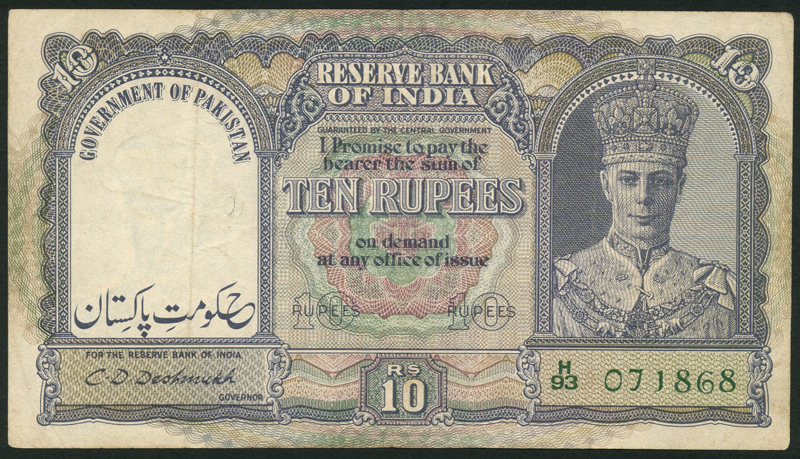 10
10
GOVERNMENT OF PAKISTAN
RESERVE BANK
OF INDIA
GUARANTEED BY THE CENTRAL GOVERNMENT
I Promise to pay the
bearer the sum of
TEN RUPEES
on demand
at any office of issue
10 RUPEES
10 RUPEES
حکومتِ پاکستان
FOR THE RESERVE BANK OF INDIA
C. D. Deshmukh
GOVERNOR
RS
10
H/93 071868